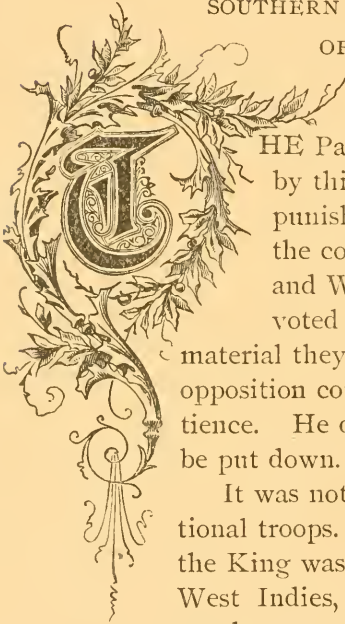 SOUTHERN
OF
THE Pa
by thi
punish
the co
and W
voted
material they
opposition co
tience. He o
be put down.
It was not
tional troops.
the King was
West Indies,